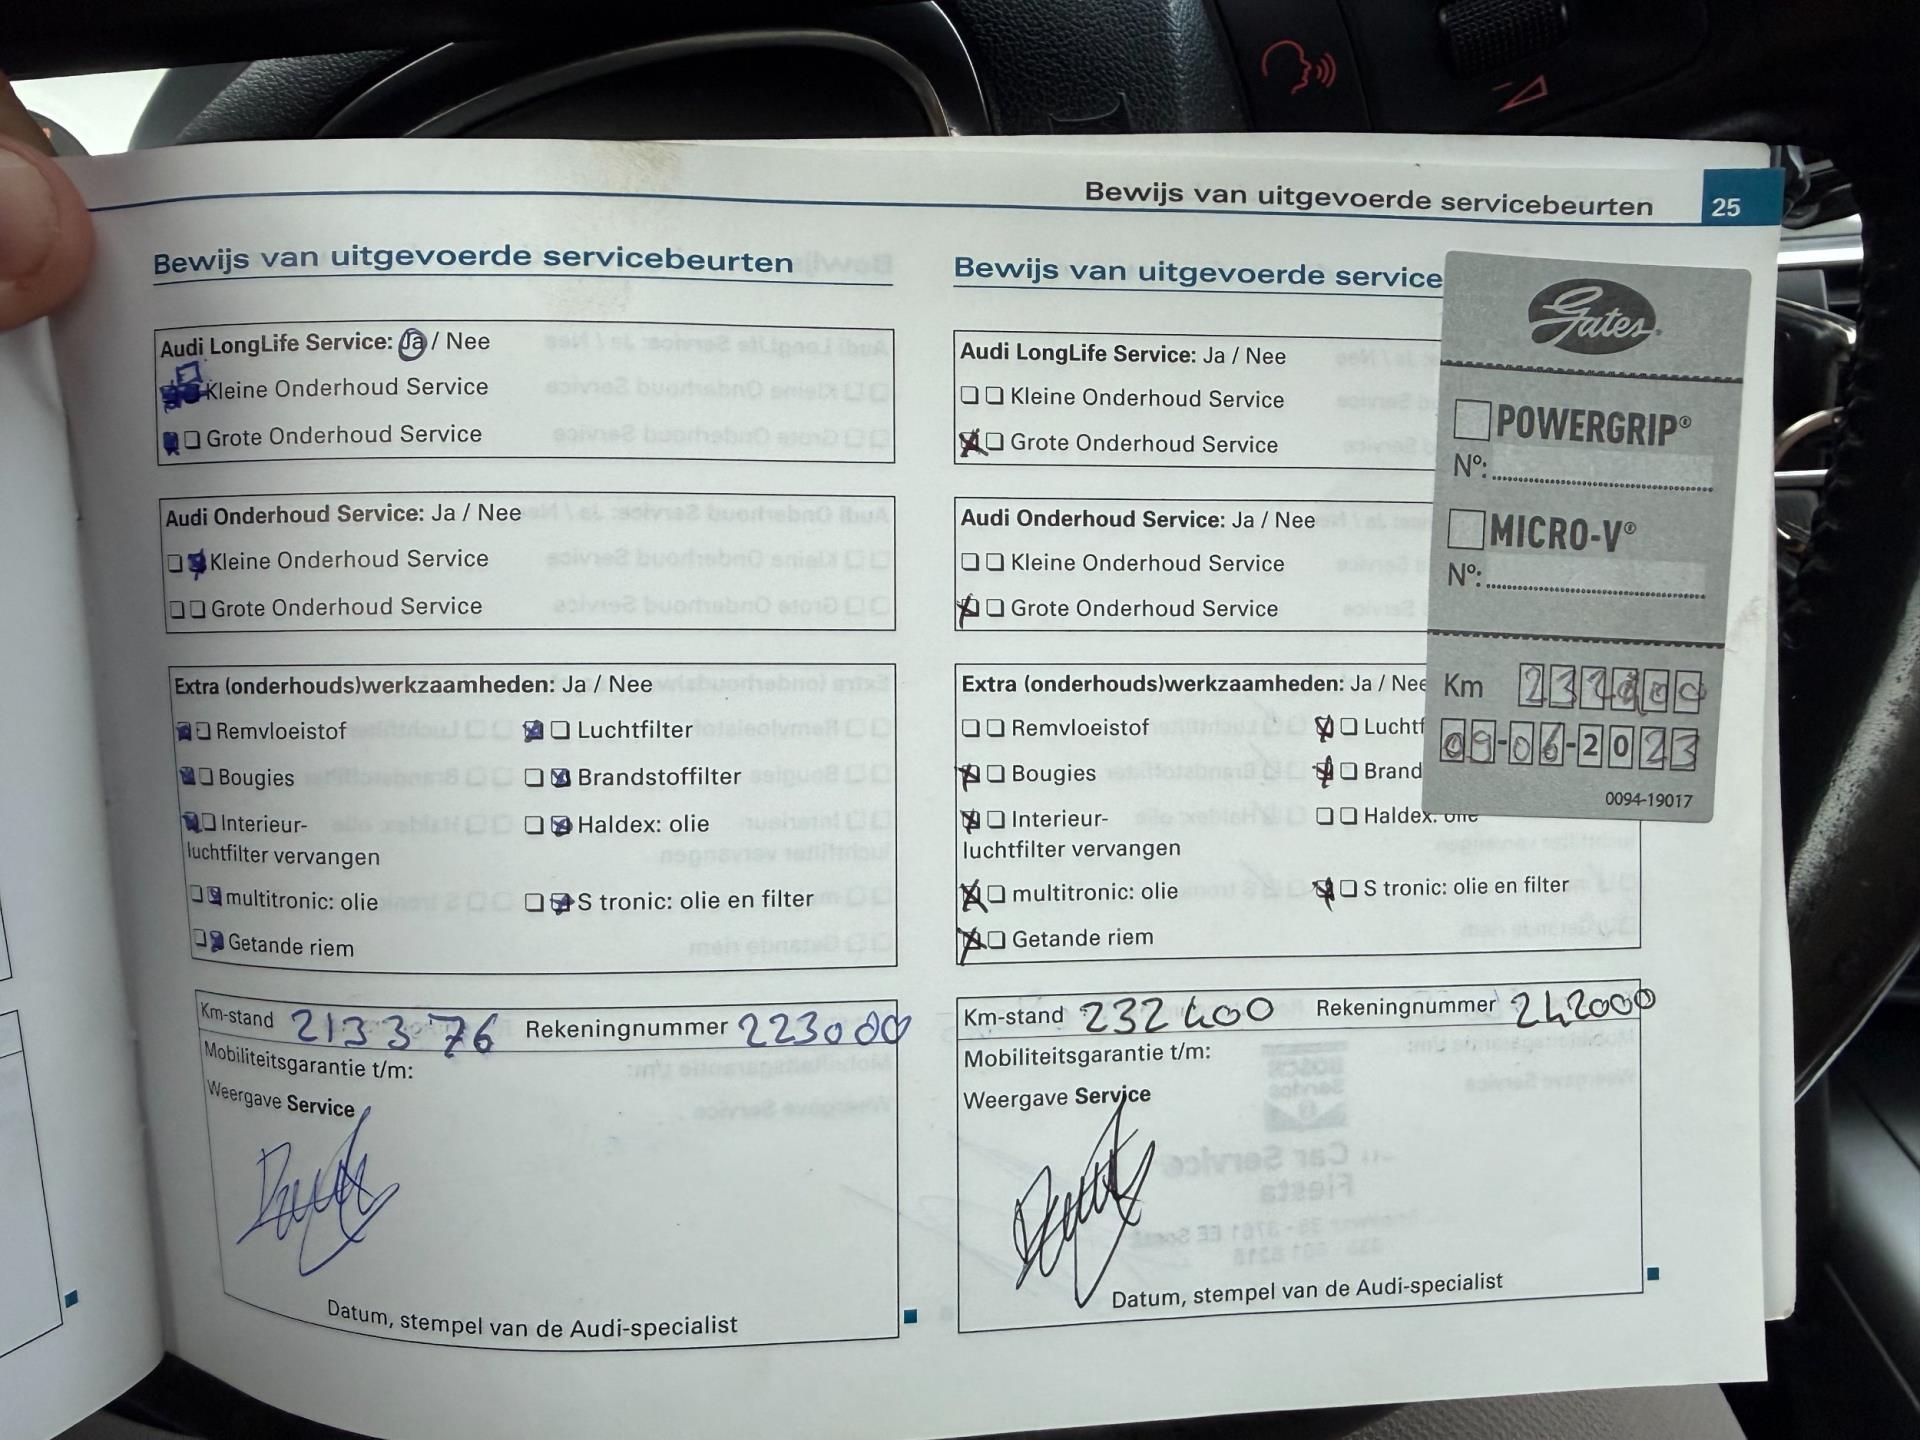 Bewijs van uitgevoerde servicebeurten 25
Bewijs van uitgevoerde servicebeurten
Audi LongLife Service: Ja / Nee
Kleine Onderhoud Service
Grote Onderhoud Service
Audi Onderhoud Service: Ja / Nee
Kleine Onderhoud Service
Grote Onderhoud Service
Extra (onderhouds)werkzaamheden: Ja / Nee
Remvloeistof
Luchtfilter
Bougies
Brandstoffilter
Interieur-
luchtfilter vervangen
Haldex: olie
multitronic: olie
S tronic: olie en filter
Getande riem
Km-stand 213376 Rekeningnummer 223000
Mobiliteitsgarantie t/m:
Weergave Service
Datum, stempel van de Audi-specialist
Bewijs van uitgevoerde service
Audi LongLife Service: Ja / Nee
Kleine Onderhoud Service
Grote Onderhoud Service
Audi Onderhoud Service: Ja / Nee
Kleine Onderhoud Service
Grote Onderhoud Service
Extra (onderhouds)werkzaamheden: Ja / Nee
Remvloeistof
Luchtf
Bougies
Brand
Interieur-
luchtfilter vervangen
Haldex: olie
multitronic: olie
S tronic: olie en filter
Getande riem
Km-stand 232400 Rekeningnummer 242000
Mobiliteitsgarantie t/m:
Weergave Service
Datum, stempel van de Audi-specialist
Gates®
POWERGRIP®
Nº:
MICRO-V®
Nº:
Km 232400
09-06-2023
0094-19017